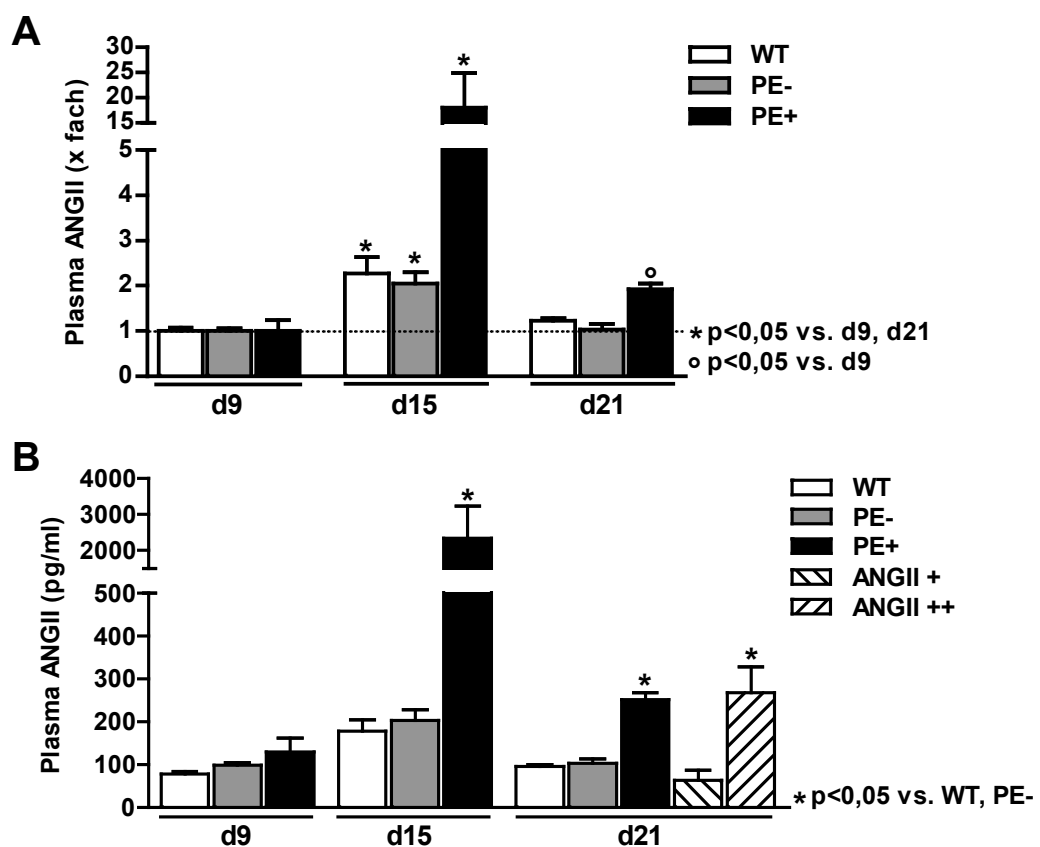 A
Plasma ANGII (x fach)
30
25
20
15
5
4
3
2
1
0
* * * °
WT
PE-
PE+
* p<0,05 vs. d9, d21
° p<0,05 vs. d9
d9 d15 d21
B
Plasma ANGII (pg/ml)
4000
3000
2000
500
400
300
200
100
0
* * *
WT
PE-
PE+
ANGII +
ANGII ++
* p<0,05 vs. WT, PE-
d9 d15 d21